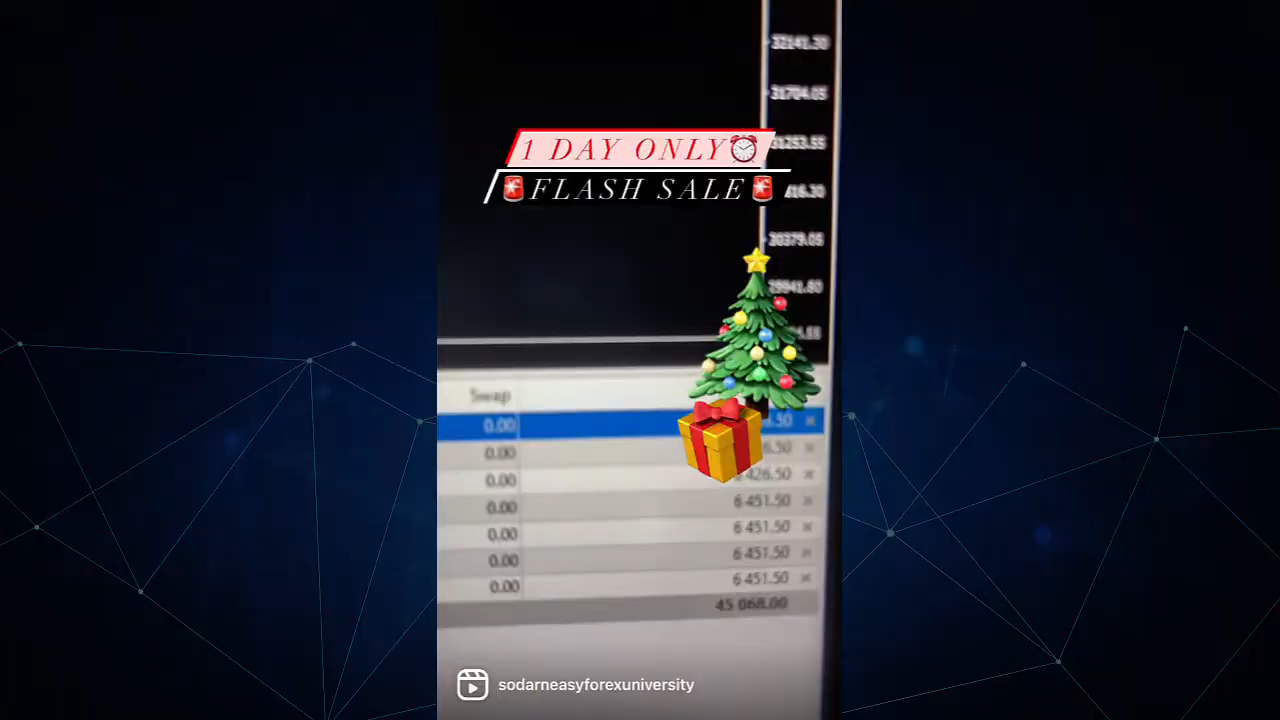 32141.30
31704.05
1 DAY ONLY⏰
31253.55
🚨FLASH SALE🚨
30379.05
29941.80
Swap
0.00
0.00
0.00 426.50
0.00 6 451.50
0.00 6 451.50
0.00 6 451.50
0.00 6 451.50
45 068.00
sodarneasyforexuniversity